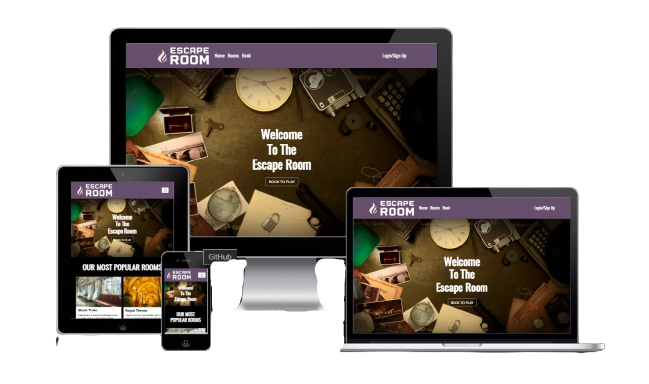 ESCAPE
ROOM
Home Rooms Book
Login/Sign Up
Welcome
To The
Escape Room
BOOK TO PLAY
ESCAPE
ROOM
Welcome
To The
Escape Room
OUR MOST POPULAR ROOMS
Royal Throne
GitHub
ESCAPE
ROOM
Welcome
To The
Escape Room
OUR MOST
POPULAR ROOMS
ESCAPE
ROOM
Home Rooms Book
Login/Sign Up
Welcome
To The
Escape Room
BOOK TO PLAY